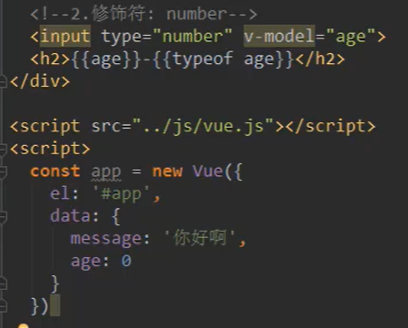 <!--2.修饰符: number-->
<input type="number" v-model="age">
<h2>{{age}}-{{typeof age}}</h2>
</div>
<script src="../js/vue.js"></script>
<script>
const app = new Vue({
el: '#app',
data: {
message: '你好啊',
age: 0
}
})